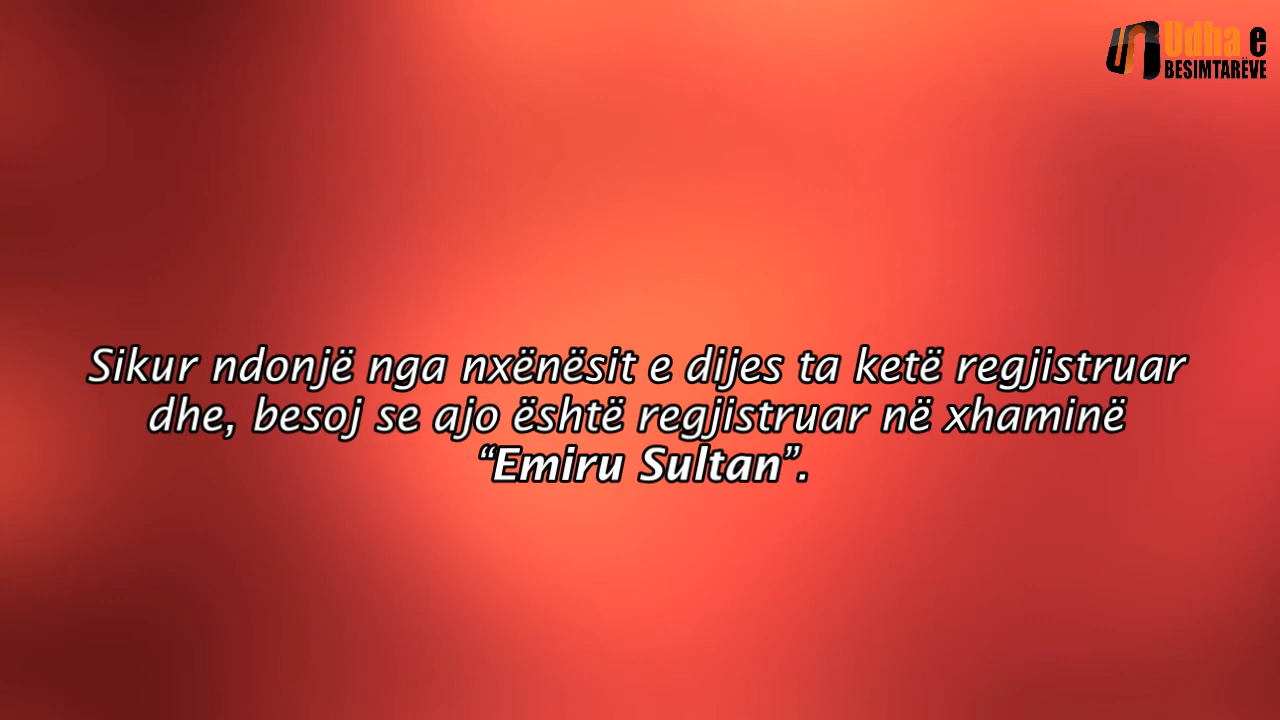 Udha e
BESIMTARËVE
Sikur ndonjë nga nxënësit e dijes ta ketë regjistruar
dhe, besoj se ajo është regjistruar në xhaminë
“Emiru Sultan”.